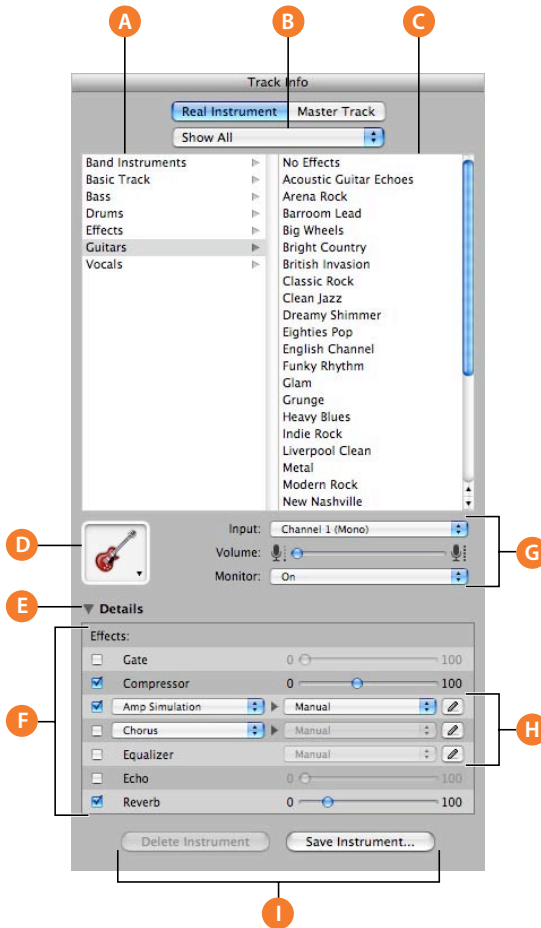 A
B
C
Track Info
Real Instrument Master Track
Show All
Band Instruments
Basic Track
Bass
Drums
Effects
Guitars
Vocals
No Effects
Acoustic Guitar Echoes
Arena Rock
Barroom Lead
Big Wheels
Bright Country
British Invasion
Classic Rock
Clean Jazz
Dreamy Shimmer
Eighties Pop
English Channel
Funky Rhythm
Glam
Grunge
Heavy Blues
Indie Rock
Liverpool Clean
Metal
Modern Rock
New Nashville
D
Input: Channel 1 (Mono)
Volume:
Monitor: On
G
E
Details
F
Effects:
Gate 0 100
Compressor 0 100
Amp Simulation Manual
Chorus Manual
Equalizer Manual
H
Echo 0 100
Reverb 0 100
Delete Instrument Save Instrument...
I